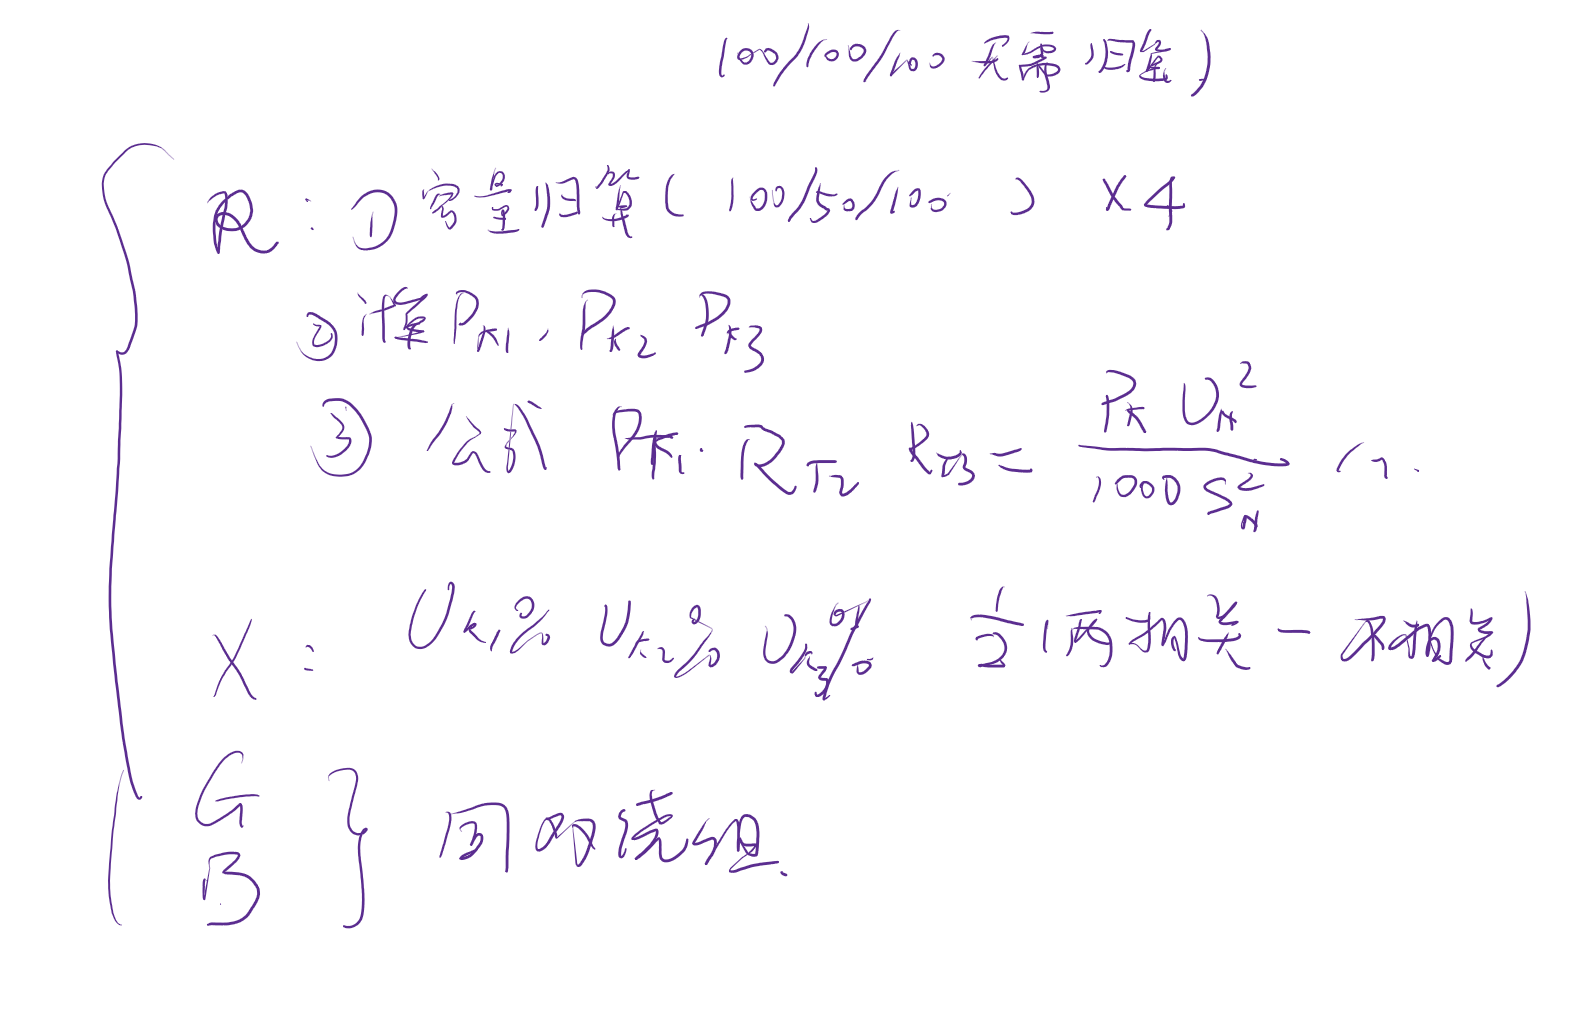 100/100/100 无需归算)
R: ① 容量归算( 100/50/100 ) ×4
② 计算 P_{K1}, P_{K2} P_{K3}
③ 公式 P_{K1}. R_{T2} R_{T3} = \frac{P_K U_N^2}{1000 S_N^2}
X: U_{K1}% U_{K2}% U_{K3}% \frac{1}{2}(两相关 - 不相关)
G
B } 同双绕组.